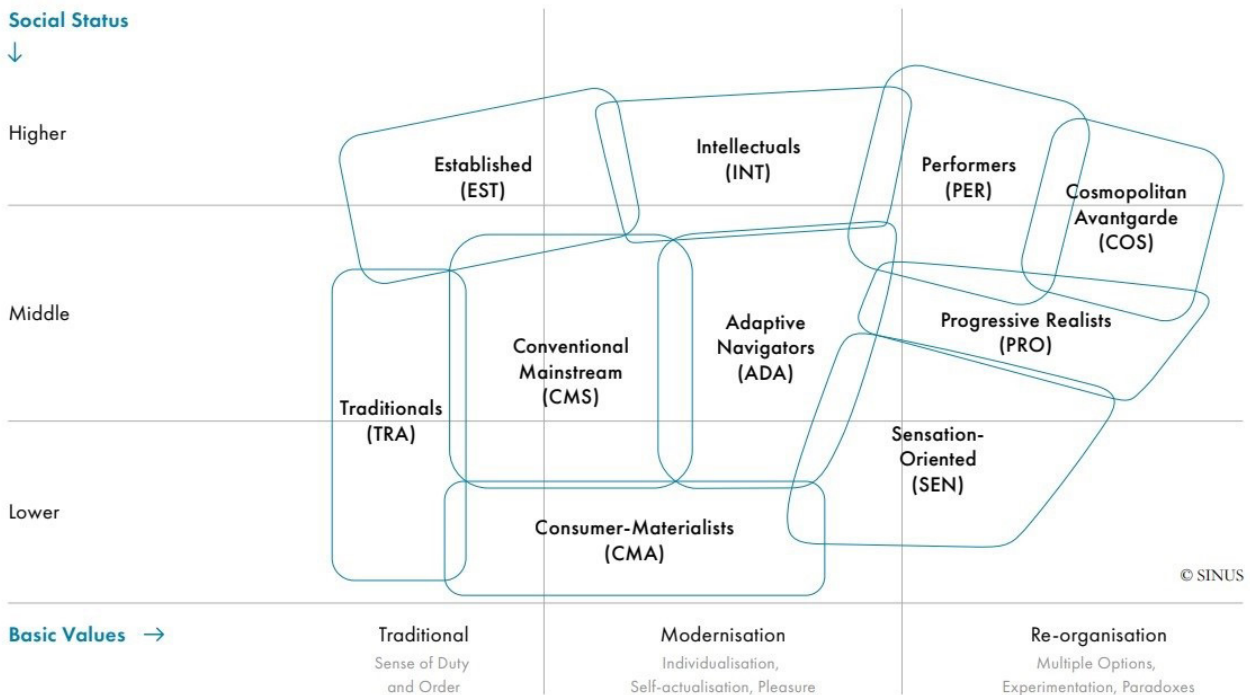 Social Status
↓
Higher
Established
(EST)
Intellectuals
(INT)
Performers
(PER)
Cosmopolitan
Avantgarde
(COS)
Middle
Conventional
Mainstream
(CMS)
Adaptive
Navigators
(ADA)
Progressive Realists
(PRO)
Traditionals
(TRA)
Sensation-
Oriented
(SEN)
Lower
Consumer-Materialists
(CMA)
© SINUS
Basic Values →
Traditional
Sense of Duty
and Order
Modernisation
Individualisation,
Self-actualisation, Pleasure
Re-organisation
Multiple Options,
Experimentation, Paradoxes